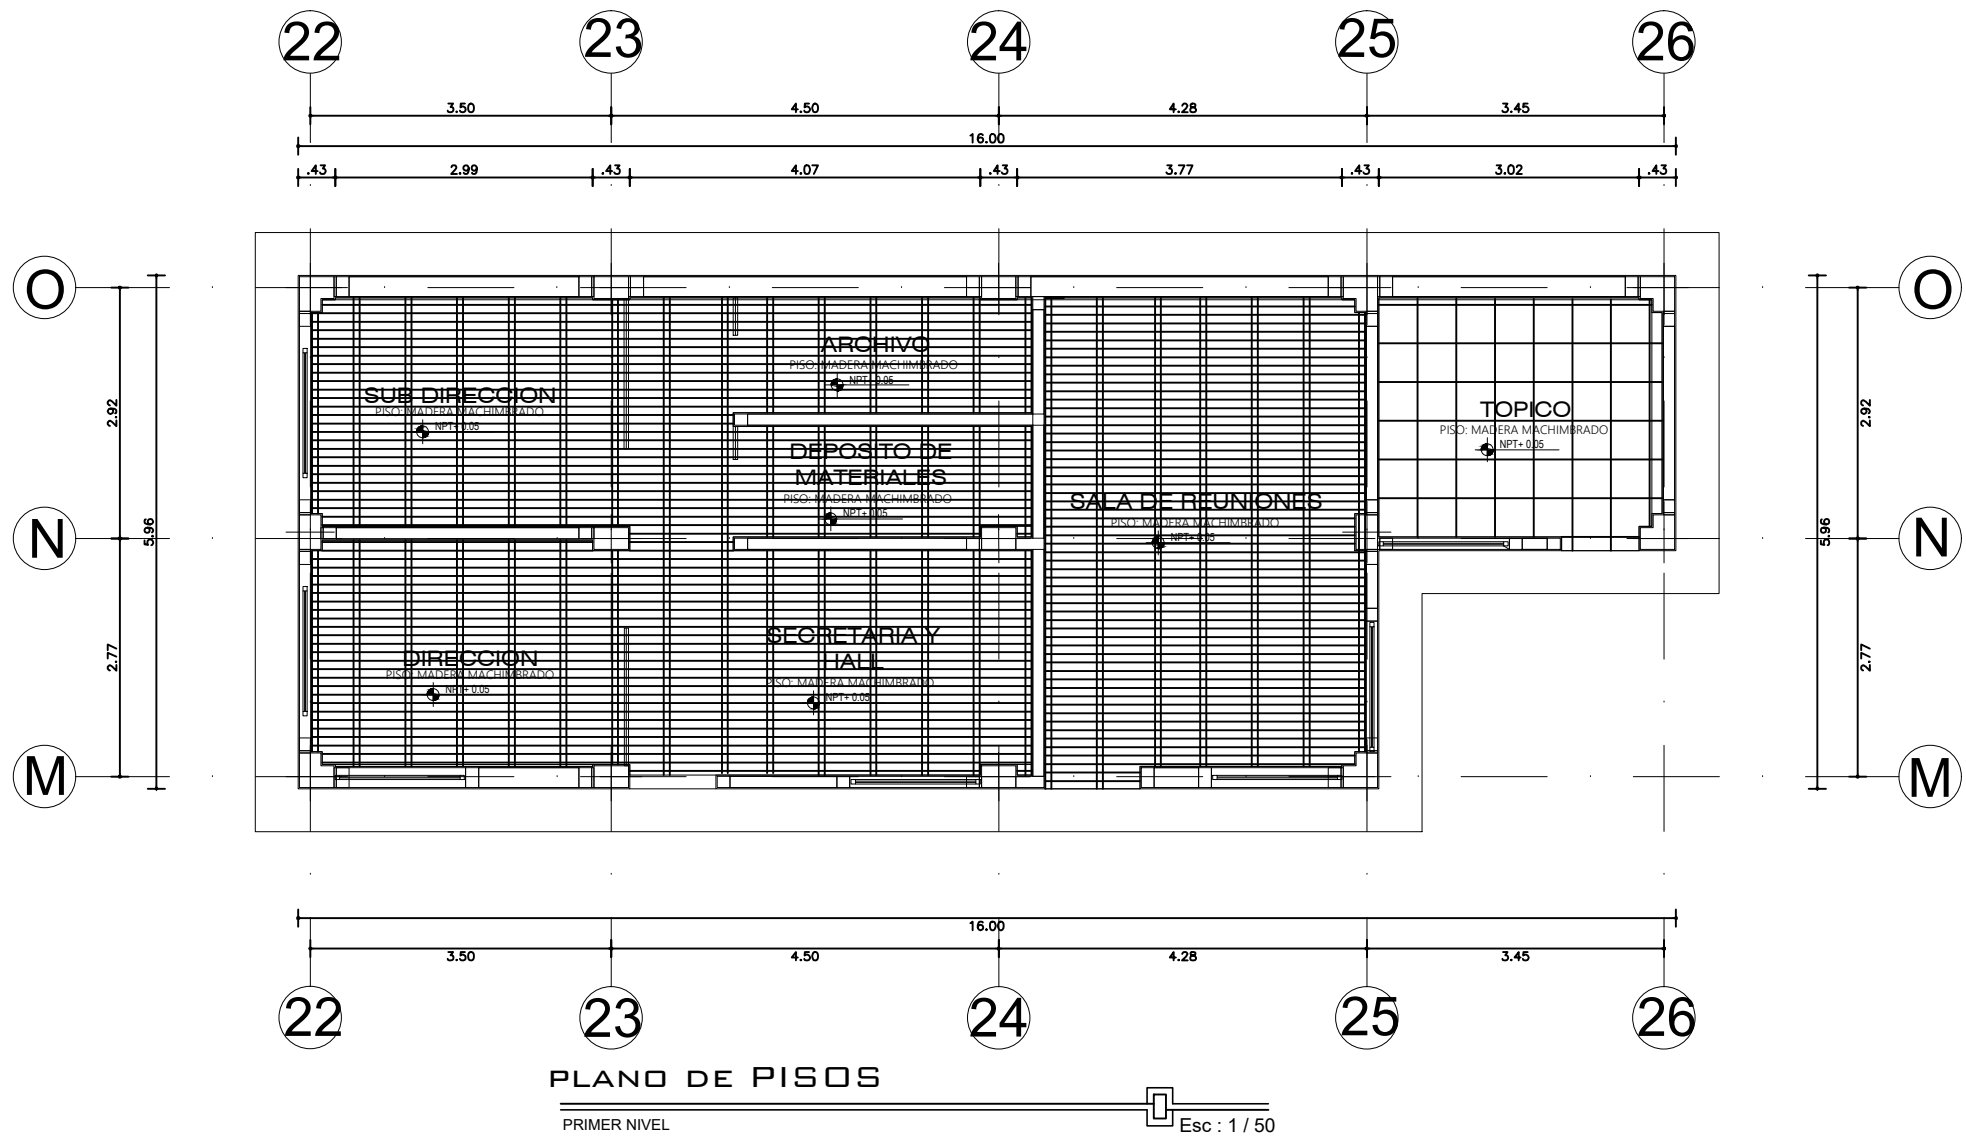 22 23 24 25 26
3.50 4.50 4.28 3.45
16.00
.43 2.99 .43 4.07 .43 3.77 .43 3.02 .43
O O
N N
M M
2.92
2.77
5.96
2.92
2.77
5.96
SUB DIRECCION
PISO: MADERA MACHIMBRADO
NPT+ 0.05
ARCHIVO
PISO: MADERA MACHIMBRADO
NPT+ 0.05
DEPOSITO DE
MATERIALES
PISO: MADERA MACHIMBRADO
NPT+ 0.05
SALA DE REUNIONES
PISO: MADERA MACHIMBRADO
NPT+ 0.05
TOPICO
PISO: MADERA MACHIMBRADO
NPT+ 0.05
DIRECCION
PISO: MADERA MACHIMBRADO
NPT+ 0.05
SECRETARIA Y
HALL
PISO: MADERA MACHIMBRADO
NPT+ 0.05
16.00
3.50 4.50 4.28 3.45
22 23 24 25 26
PLANO DE PISOS
PRIMER NIVEL
Esc : 1 / 50